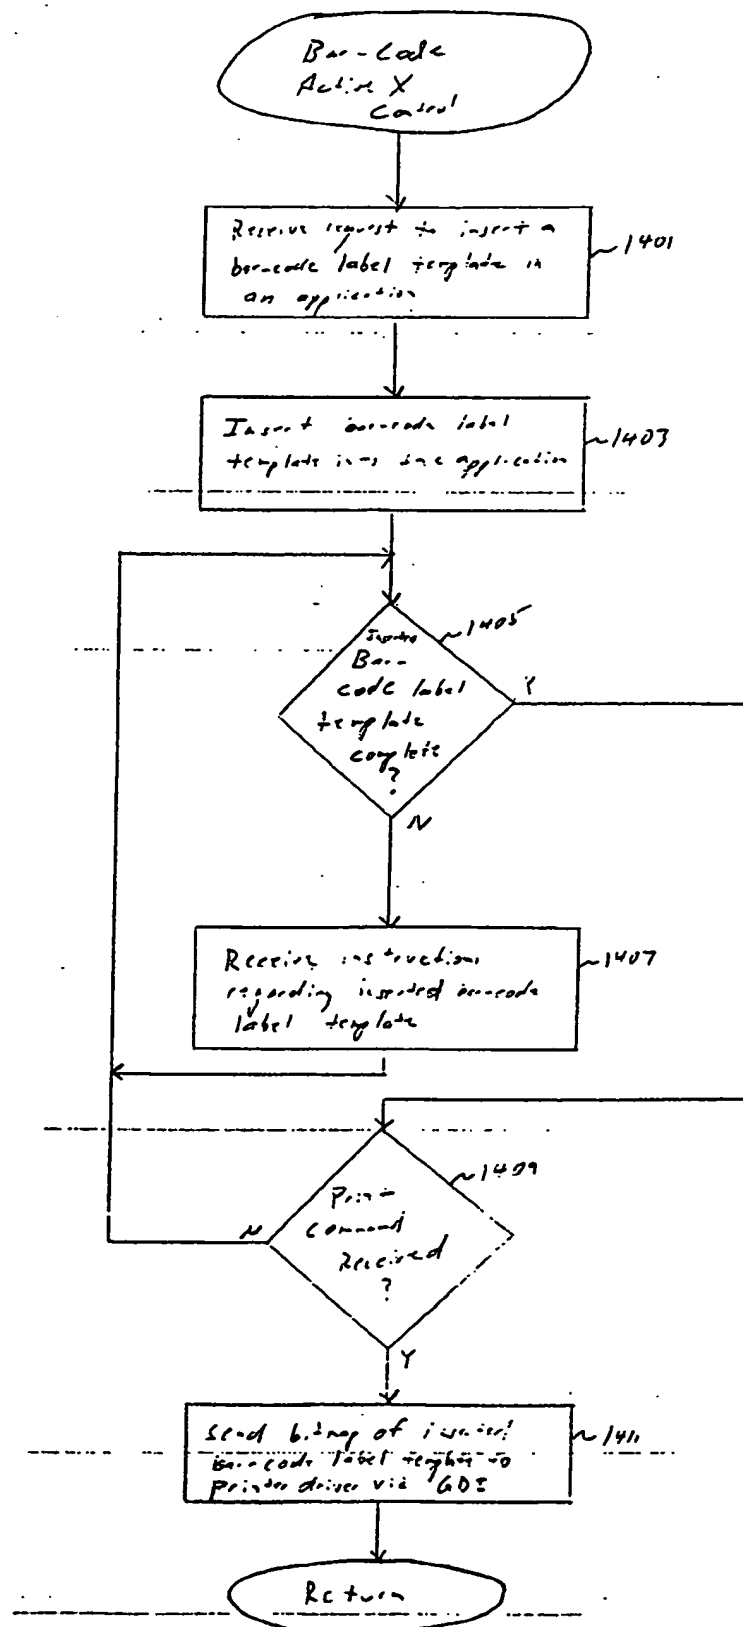 Bar-Code
Active X
Control
Receive request to insert a
bar-code label template in
an application
1401
Insert bar-code label
template into the application
1403
Inserted
Bar-
code label
template
complete
?
1405
Y
N
Receive instructions
regarding inserted bar-code
label template
1407
Print
Command
Received
?
1409
N
Y
Send bitmap of inserted
bar-code label template to
printer driver via GDI
1411
Return